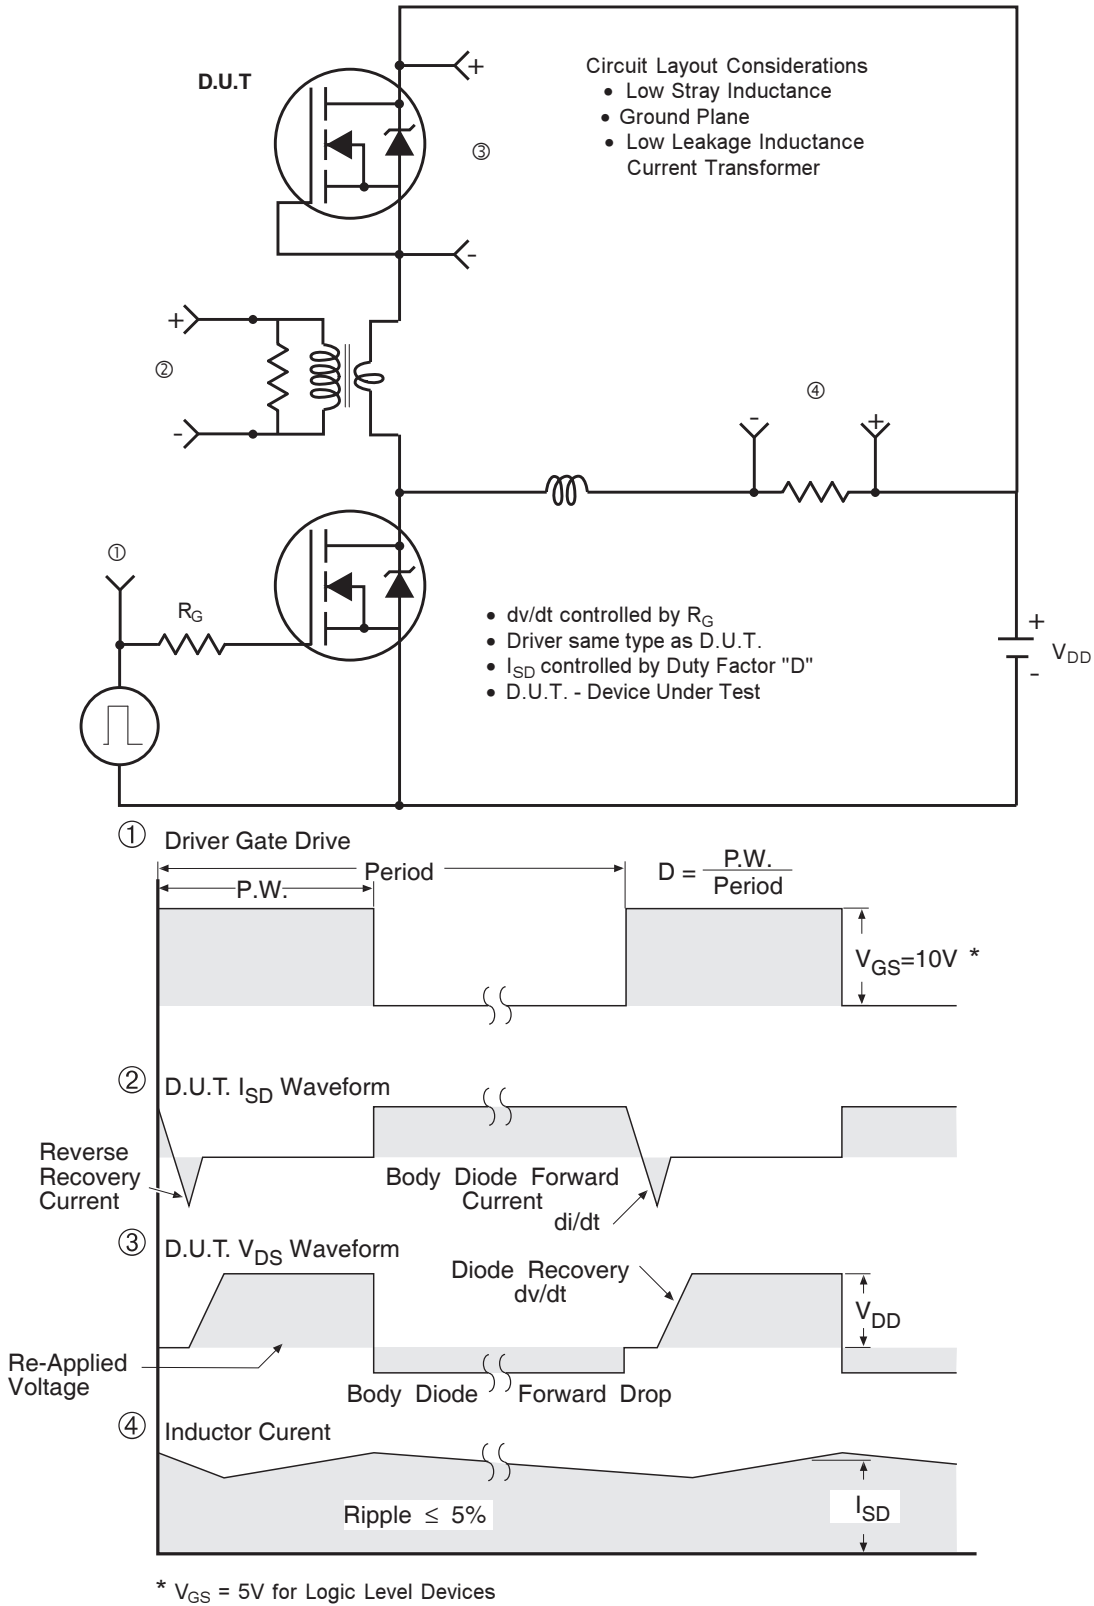 D.U.T
+
③
-
Circuit Layout Considerations
• Low Stray Inductance
• Ground Plane
• Low Leakage Inductance
Current Transformer
+
②
-
④
-
+
①
RG
• dv/dt controlled by RG
• Driver same type as D.U.T.
• ISD controlled by Duty Factor "D"
• D.U.T. - Device Under Test
+
VDD
-
① Driver Gate Drive
Period
P.W.
D = P.W.
Period
VGS=10V *
② D.U.T. ISD Waveform
Reverse
Recovery
Current
Body Diode Forward
Current
di/dt
③ D.U.T. VDS Waveform
Diode Recovery
dv/dt
VDD
Re-Applied
Voltage
Body Diode Forward Drop
④ Inductor Curent
Ripple ≤ 5%
ISD
* VGS = 5V for Logic Level Devices